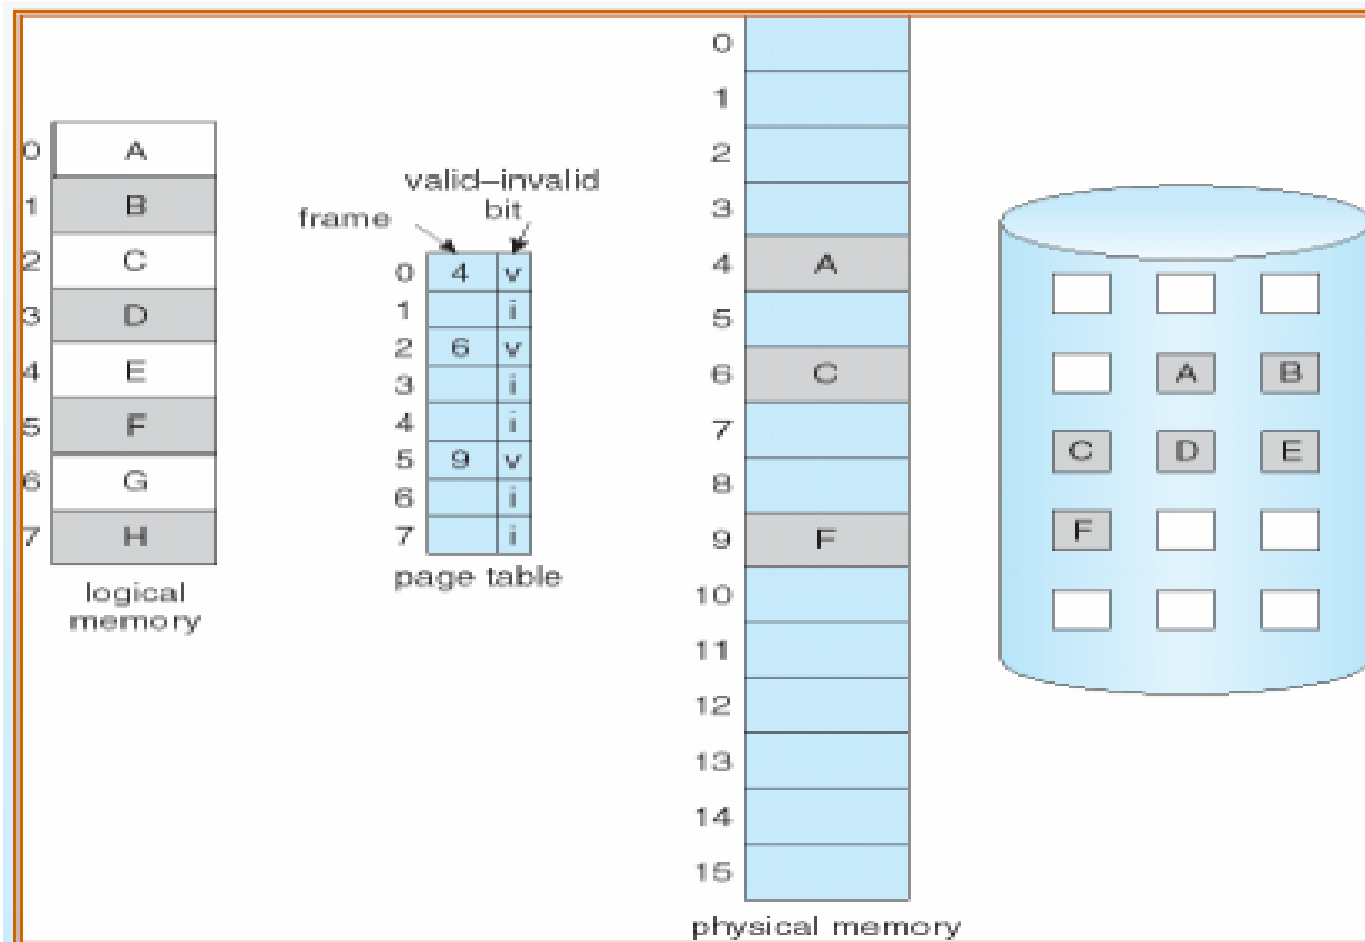 0 A
1 B
2 C
3 D
4 E
5 F
6 G
7 H
logical
memory
valid–invalid
bit
frame
0 4 v
1 i
2 6 v
3 i
4 i
5 9 v
6 i
7 i
page table
0
1
2
3
4 A
5
6 C
7
8
9 F
10
11
12
13
14
15
physical memory
A B
C D E
F